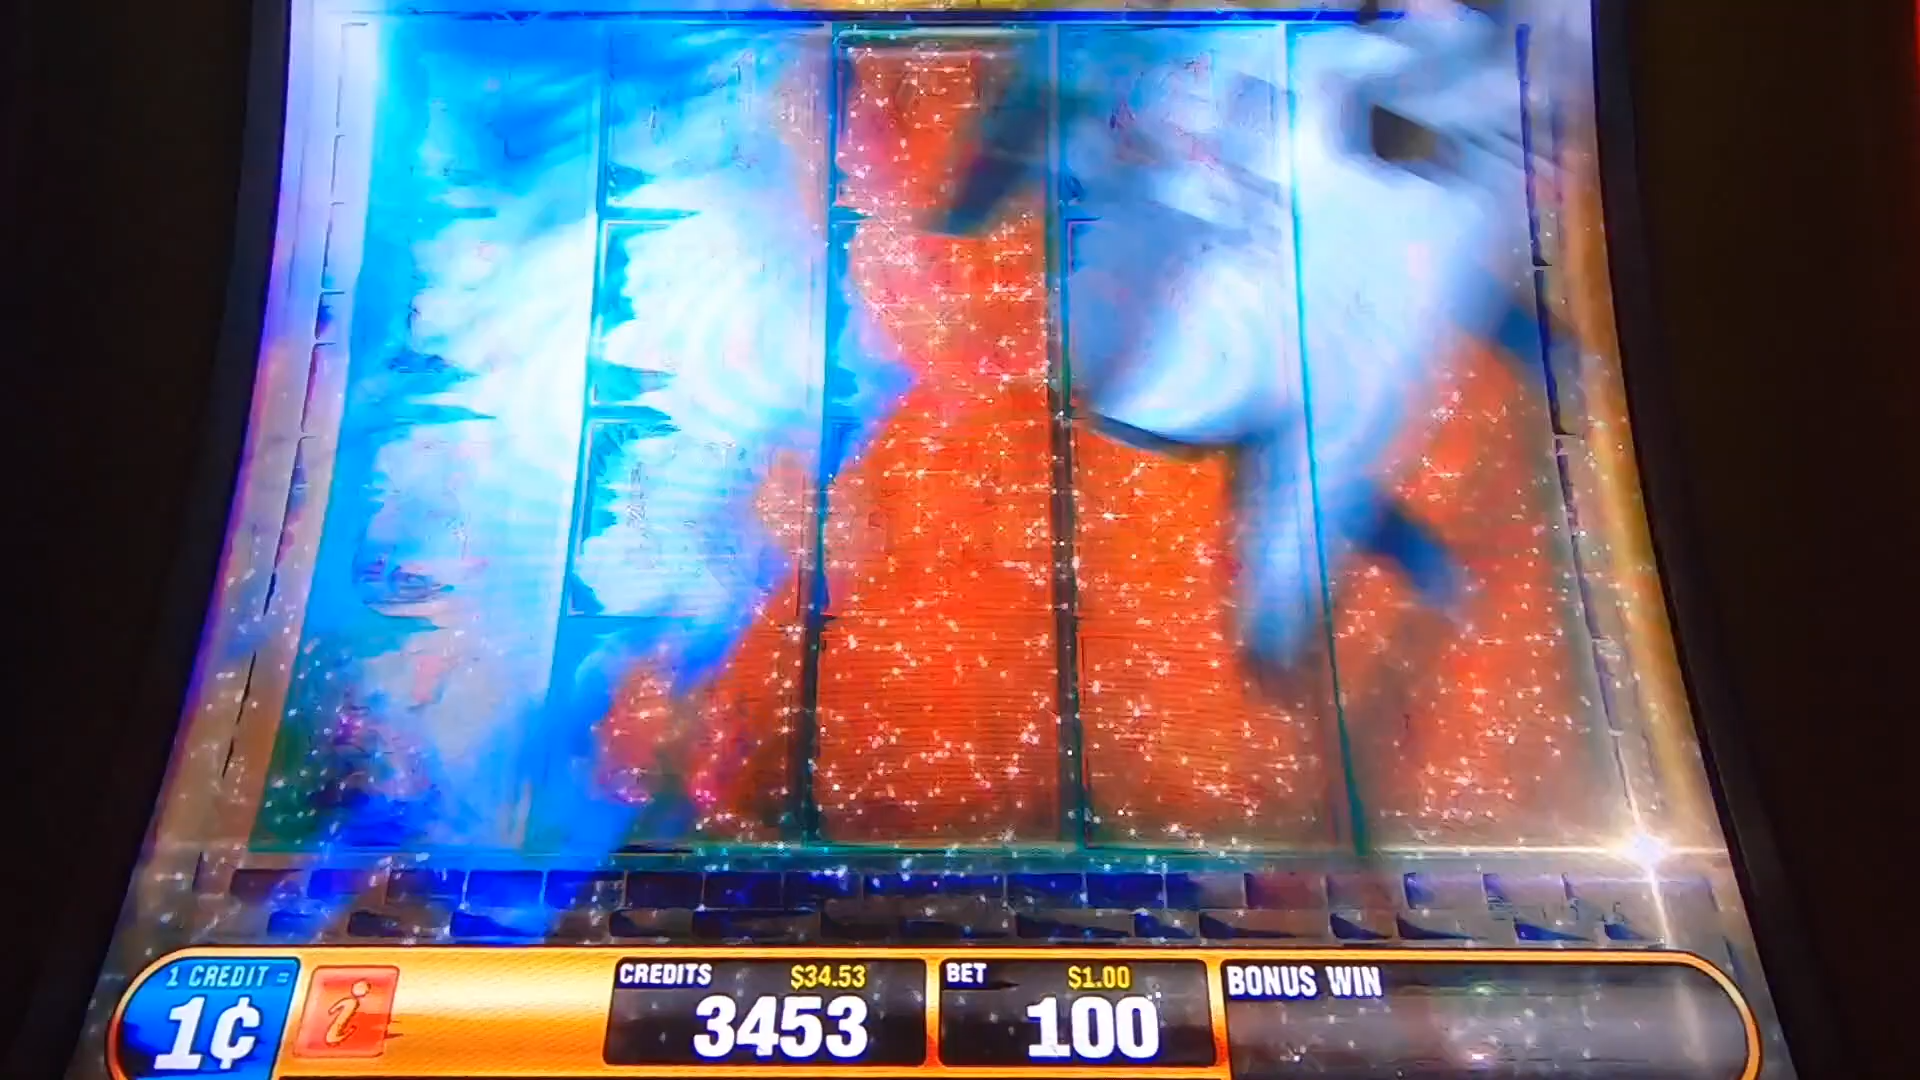 1 CREDIT =
1¢
i
CREDITS $34.53
3453
BET $1.00
100
BONUS WIN